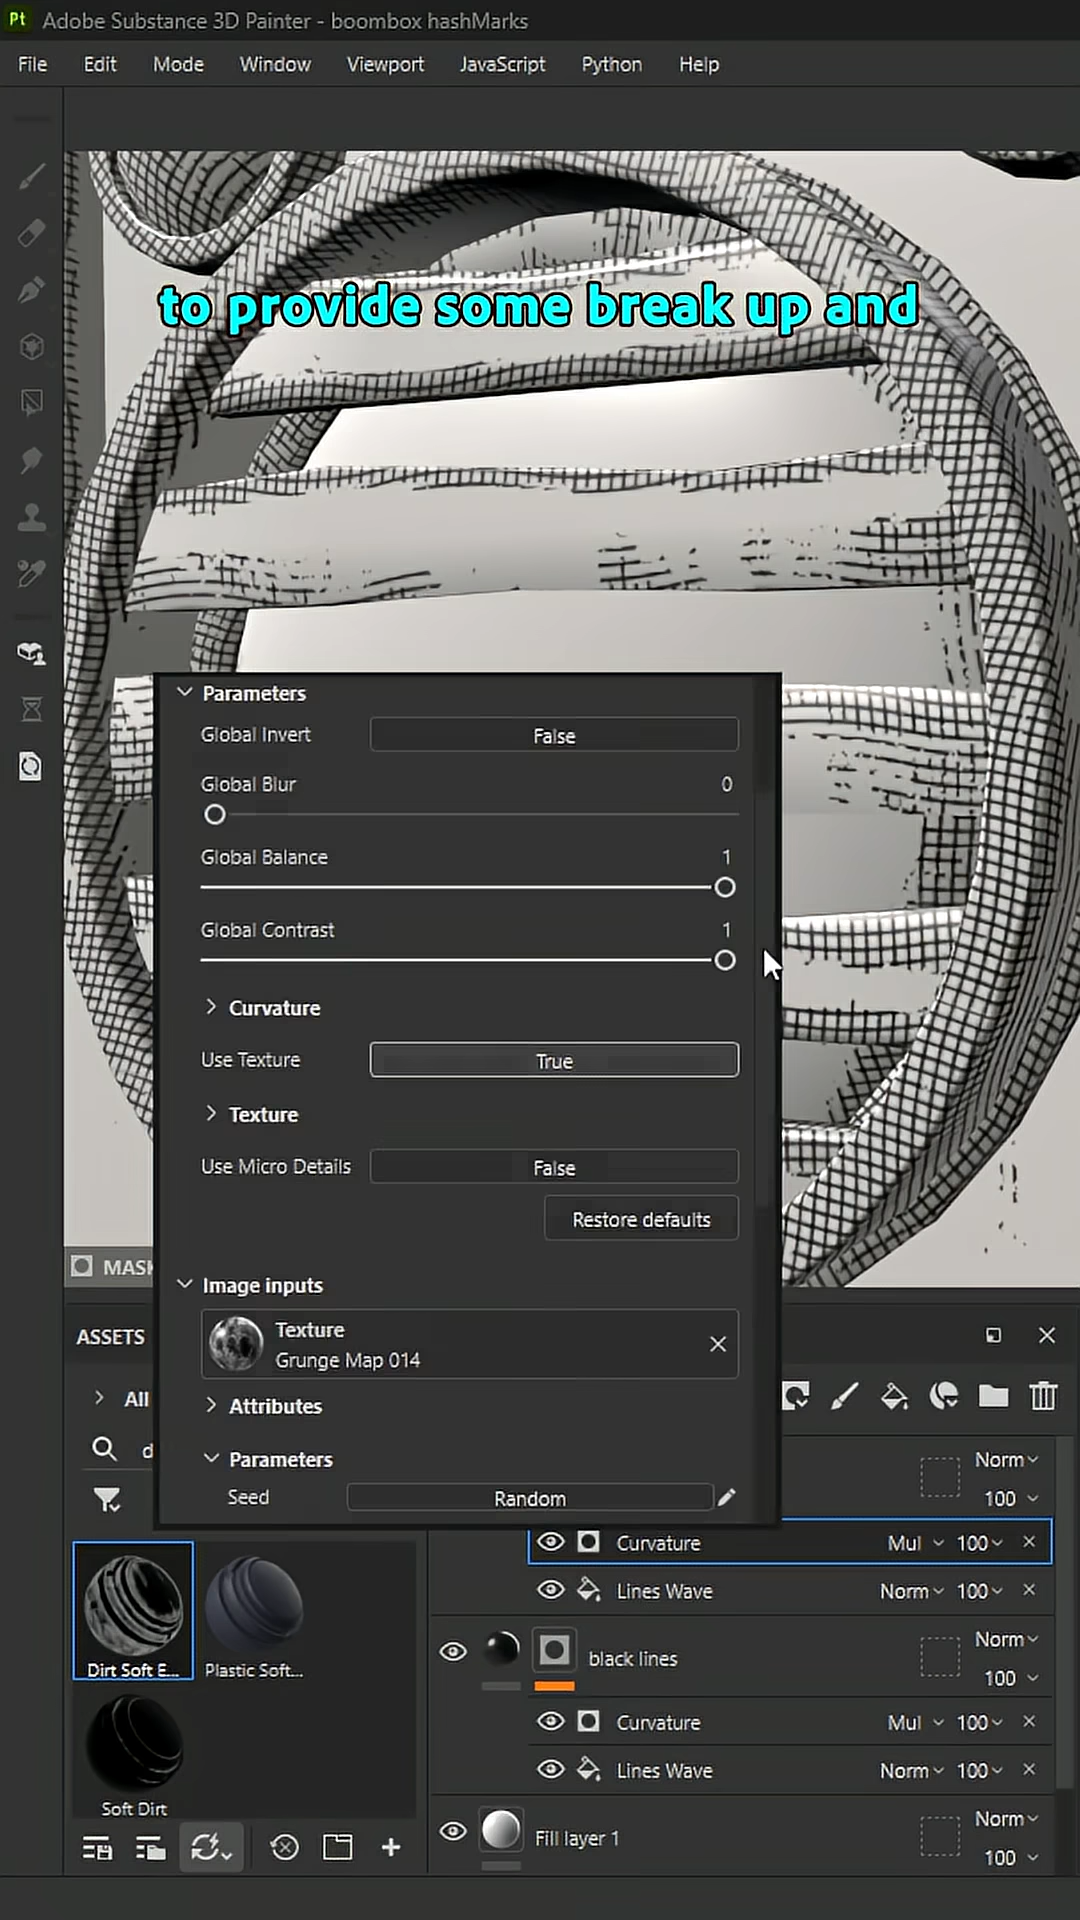 Pt Adobe Substance 3D Painter - boombox hashMarks
File Edit Mode Window Viewport JavaScript Python Help
to provide some break up and
Parameters
Global Invert False
Global Blur 0
Global Balance 1
Global Contrast 1
Curvature
Use Texture True
Texture
Use Micro Details False
Restore defaults
MASK
Image inputs
Texture
Grunge Map 014
Attributes
Parameters
Seed Random
ASSETS
All
d
Dirt Soft E...
Plastic Soft...
Soft Dirt
Norm
100
Curvature Mul 100
Lines Wave Norm 100
black lines Norm
100
Curvature Mul 100
Lines Wave Norm 100
Fill layer 1 Norm
100